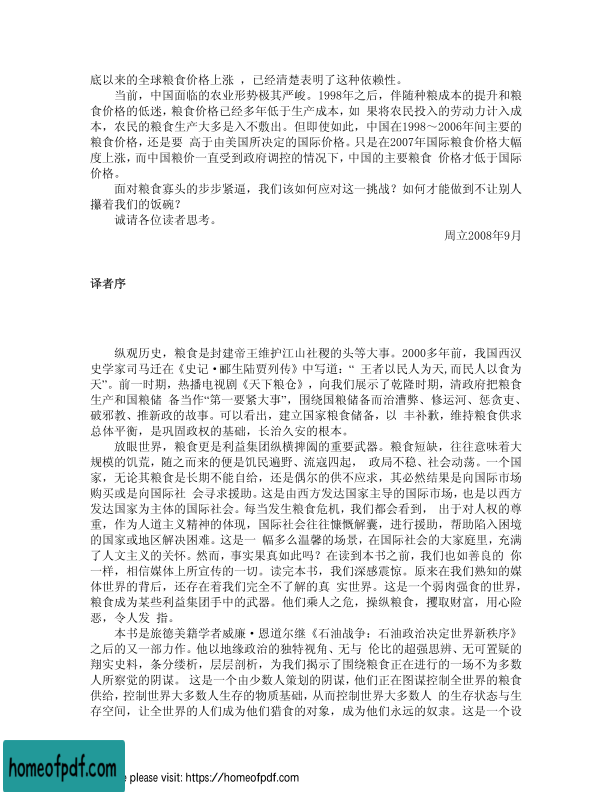 底以来的全球粮食价格上涨 ，已经清楚表明了这种依赖性。
当前，中国面临的农业形势极其严峻。1998年之后，伴随种粮成本的提升和粮
食价格的低迷，粮食价格已经多年低于生产成本，如 果将农民投入的劳动力计入成
本，农民的粮食生产大多是入不敷出。但即使如此，中国在1998～2006年间主要的
粮食价格，还是要 高于由美国所决定的国际价格。只是在2007年国际粮食价格大幅
度上涨，而中国粮价一直受到政府调控的情况下，中国的主要粮食 价格才低于国际
价格。
面对粮食寡头的步步紧逼，我们该如何应对这一挑战？如何才能做到不让别人
攥着我们的饭碗？
诚请各位读者思考。
周立2008年9月
译者序
纵观历史，粮食是封建帝王维护江山社稷的头等大事。2000多年前，我国西汉
史学家司马迁在《史记·郦生陆贾列传》中写道：“ 王者以民人为天,而民人以食为
天”。前一时期，热播电视剧《天下粮仓》，向我们展示了乾隆时期，清政府把粮食
生产和国粮储 备当作“第一要紧大事”，围绕国粮储备而治漕弊、修运河、惩贪吏、
破邪教、推新政的故事。可以看出，建立国家粮食储备，以 丰补歉，维持粮食供求
总体平衡，是巩固政权的基础，长治久安的根本。
放眼世界，粮食更是利益集团纵横捭阖的重要武器。粮食短缺，往往意味着大
规模的饥荒，随之而来的便是饥民遍野、流寇四起， 政局不稳、社会动荡。一个国
家，无论其粮食是长期不能自给，还是偶尔的供不应求，其必然结果是向国际市场
购买或是向国际社 会寻求援助。这是由西方发达国家主导的国际市场，也是以西方
发达国家为主体的国际社会。每当发生粮食危机，我们都会看到， 出于对人权的尊
重，作为人道主义精神的体现，国际社会往往慷慨解囊，进行援助，帮助陷入困境
的国家或地区解决困难。这是一 幅多么温馨的场景，在国际社会的大家庭里，充满
了人文主义的关怀。然而，事实果真如此吗？在读到本书之前，我们也如善良的 你
一样，相信媒体上所宣传的一切。读完本书，我们深感震惊。原来在我们熟知的媒
体世界的背后，还存在着我们完全不了解的真 实世界。这是一个弱肉强食的世界，
粮食成为某些利益集团手中的武器。他们乘人之危，操纵粮食，攫取财富，用心险
恶，令人发 指。
本书是旅德美籍学者威廉·恩道尔继《石油战争：石油政治决定世界新秩序》
之后的又一部力作。他以地缘政治的独特视角、无与 伦比的超强思辨、无可置疑的
翔实史料，条分缕析，层层剖析，为我们揭示了围绕粮食正在进行的一场不为多数
人所察觉的阴谋。 这是一个由少数人策划的阴谋，他们正在图谋控制全世界的粮食
供给，控制世界大多数人生存的物质基础，从而控制世界大多数人 的生存状态与生
存空间，让全世界的人们成为他们猎食的对象，成为他们永远的奴隶。这是一个设
homeofpdf.com
please visit: https://homeofpdf.com